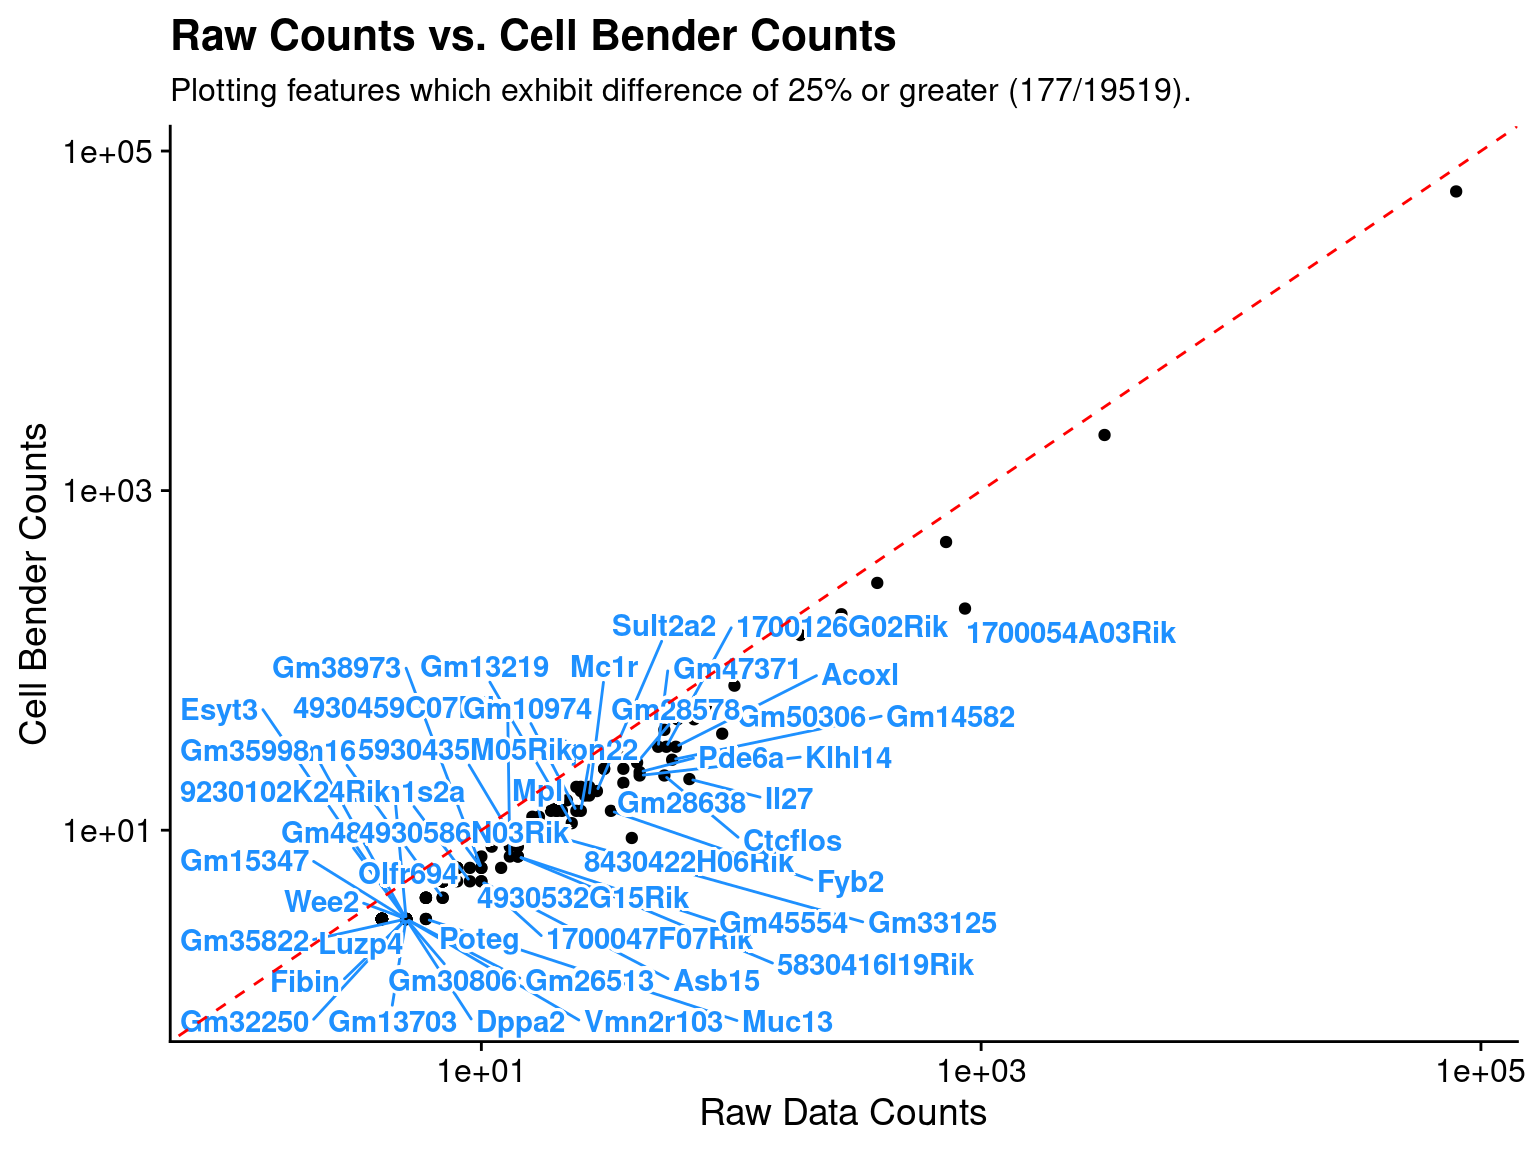 Raw Counts vs. Cell Bender Counts
Plotting features which exhibit difference of 25% or greater (177/19519).
Cell Bender Counts
1e+05
1e+03
1e+01
Sult2a2
1700126G02Rik
1700054A03Rik
Gm38973
Gm13219
Mc1r
Gm47371
Acoxl
Esyt3
4930459C07
Gm10974
Gm28578
Gm50306
Gm14582
Gm35998
5930435M05Rik
Pde6a
Klhl14
9230102K24Rik
Mpl
Gm28638
Il27
4930586N03Rik
Ctcflos
Gm15347
Olfr694
8430422H06Rik
Fyb2
Wee2
4930532G15Rik
Gm45554
Gm33125
Gm35822
Luzp4
Poteg
1700047F07Rik
5830416I19Rik
Fibin
Gm30806
Gm26513
Asb15
Gm32250
Gm13703
Dppa2
Vmn2r103
Muc13
1e+01
1e+03
1e+05
Raw Data Counts